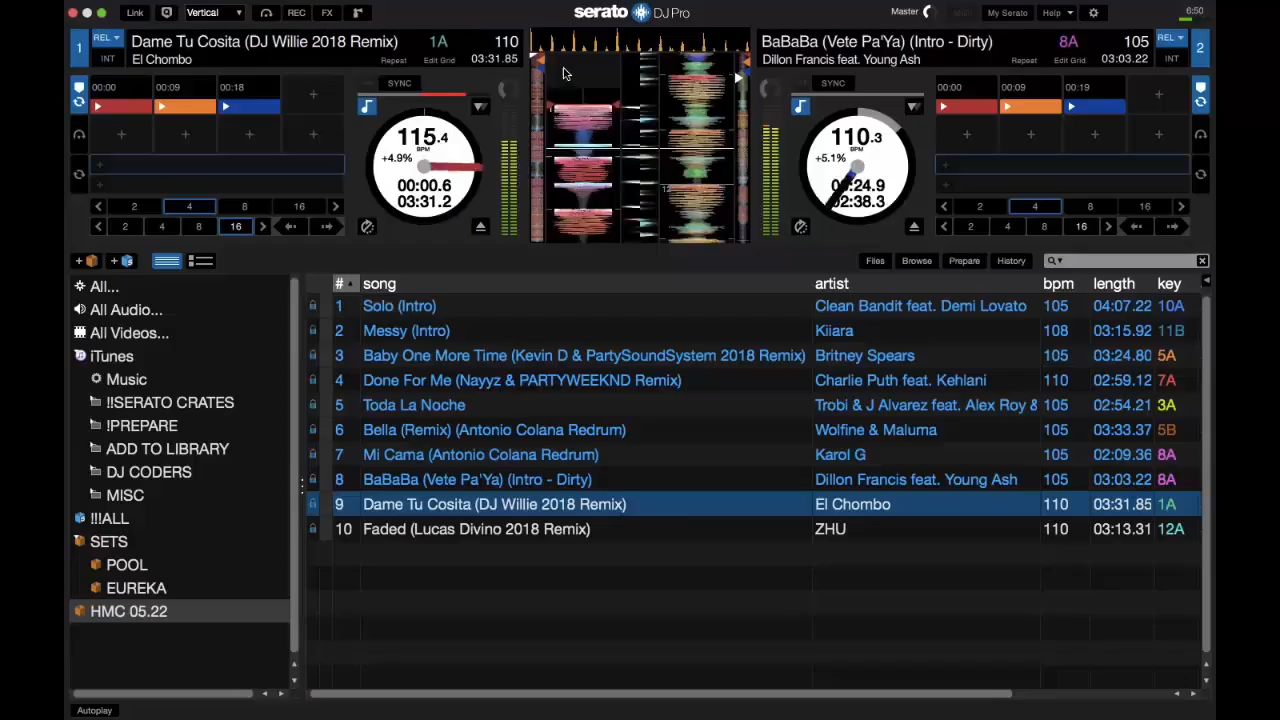 Link Vertical REC FX serato DJ Pro Master MIDI My Serato Help 6:50
1 REL Dame Tu Cosita (DJ Willie 2018 Remix) 1A 110 BaBaBa (Vete Pa'Ya) (Intro - Dirty) 8A 105 REL 2
INT El Chombo Repeat Edit Grid 03:31.85 Dillon Francis feat. Young Ash Repeat Edit Grid 03:03.22 INT
00:00 00:09 00:18 SYNC SYNC 00:00 00:09 00:19
115.4 BPM +4.9% 110.3 BPM +5.1%
00:00.6 00:24.9
03:31.2 02:38.3
2 4 8 16 2 4 8 16
2 4 8 16 2 4 8 16
Files Browse Prepare History
# song artist bpm length key
All...
All Audio...
All Videos...
iTunes
Music
!!SERATO CRATES
!PREPARE
ADD TO LIBRARY
DJ CODERS
MISC
!!!ALL
SETS
POOL
EUREKA
HMC 05.22
1 Solo (Intro) Clean Bandit feat. Demi Lovato 105 04:07.22 10A
2 Messy (Intro) Kiiara 108 03:15.92 11B
3 Baby One More Time (Kevin D & PartySoundSystem 2018 Remix) Britney Spears 105 03:24.80 5A
4 Done For Me (Nayyz & PARTYWEEKND Remix) Charlie Puth feat. Kehlani 110 02:59.12 7A
5 Toda La Noche Trobi & J Alvarez feat. Alex Roy & 105 02:54.21 3A
6 Bella (Remix) (Antonio Colana Redrum) Wolfine & Maluma 105 03:33.37 5B
7 Mi Cama (Antonio Colana Redrum) Karol G 105 02:09.36 8A
8 BaBaBa (Vete Pa'Ya) (Intro - Dirty) Dillon Francis feat. Young Ash 105 03:03.22 8A
9 Dame Tu Cosita (DJ Willie 2018 Remix) El Chombo 110 03:31.85 1A
10 Faded (Lucas Divino 2018 Remix) ZHU 110 03:13.31 12A
Autoplay